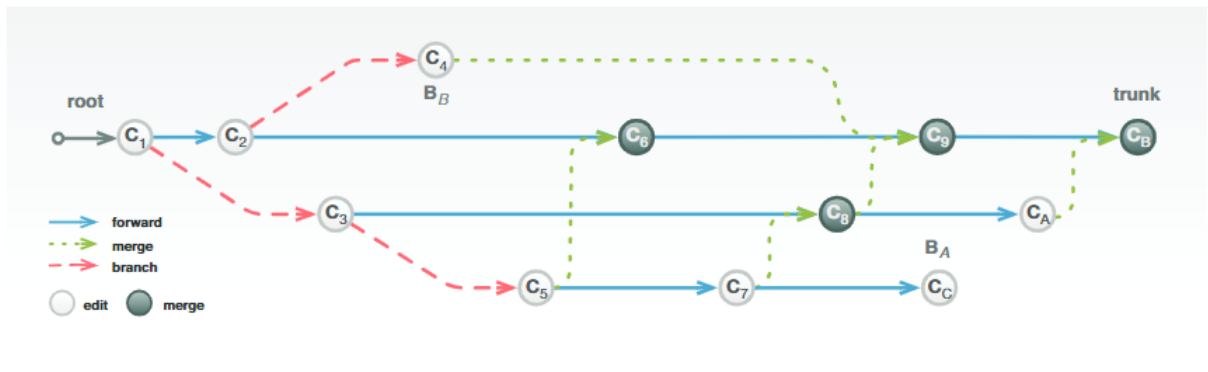 C4
BB
root
trunk
C1
C2
C6
C9
CB
C3
C8
CA
forward
merge
BA
branch
C5
C7
CC
edit
merge